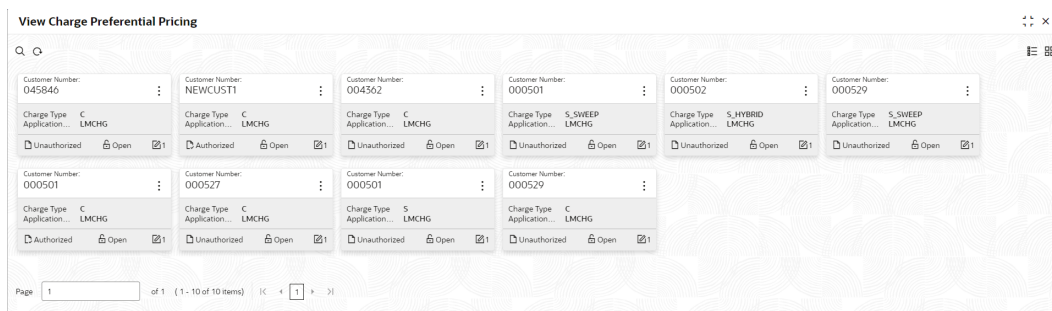 View Charge Preferential Pricing
Customer Number:
045846
Charge Type C
Application... LMCHG
Unauthorized Open 1
Customer Number:
NEWCUST1
Charge Type C
Application... LMCHG
Authorized Open 1
Customer Number:
004362
Charge Type C
Application... LMCHG
Unauthorized Open 1
Customer Number:
000501
Charge Type S_SWEEP
Application... LMCHG
Unauthorized Open 1
Customer Number:
000502
Charge Type S_HYBRID
Application... LMCHG
Unauthorized Open 1
Customer Number:
000529
Charge Type S_SWEEP
Application... LMCHG
Unauthorized Open 1
Customer Number:
000501
Charge Type C
Application... LMCHG
Authorized Open 1
Customer Number:
000527
Charge Type C
Application... LMCHG
Unauthorized Open 1
Customer Number:
000501
Charge Type S
Application... LMCHG
Unauthorized Open 1
Customer Number:
000529
Charge Type C
Application... LMCHG
Unauthorized Open 1
Page 1 of 1 (1 - 10 of 10 items) 1